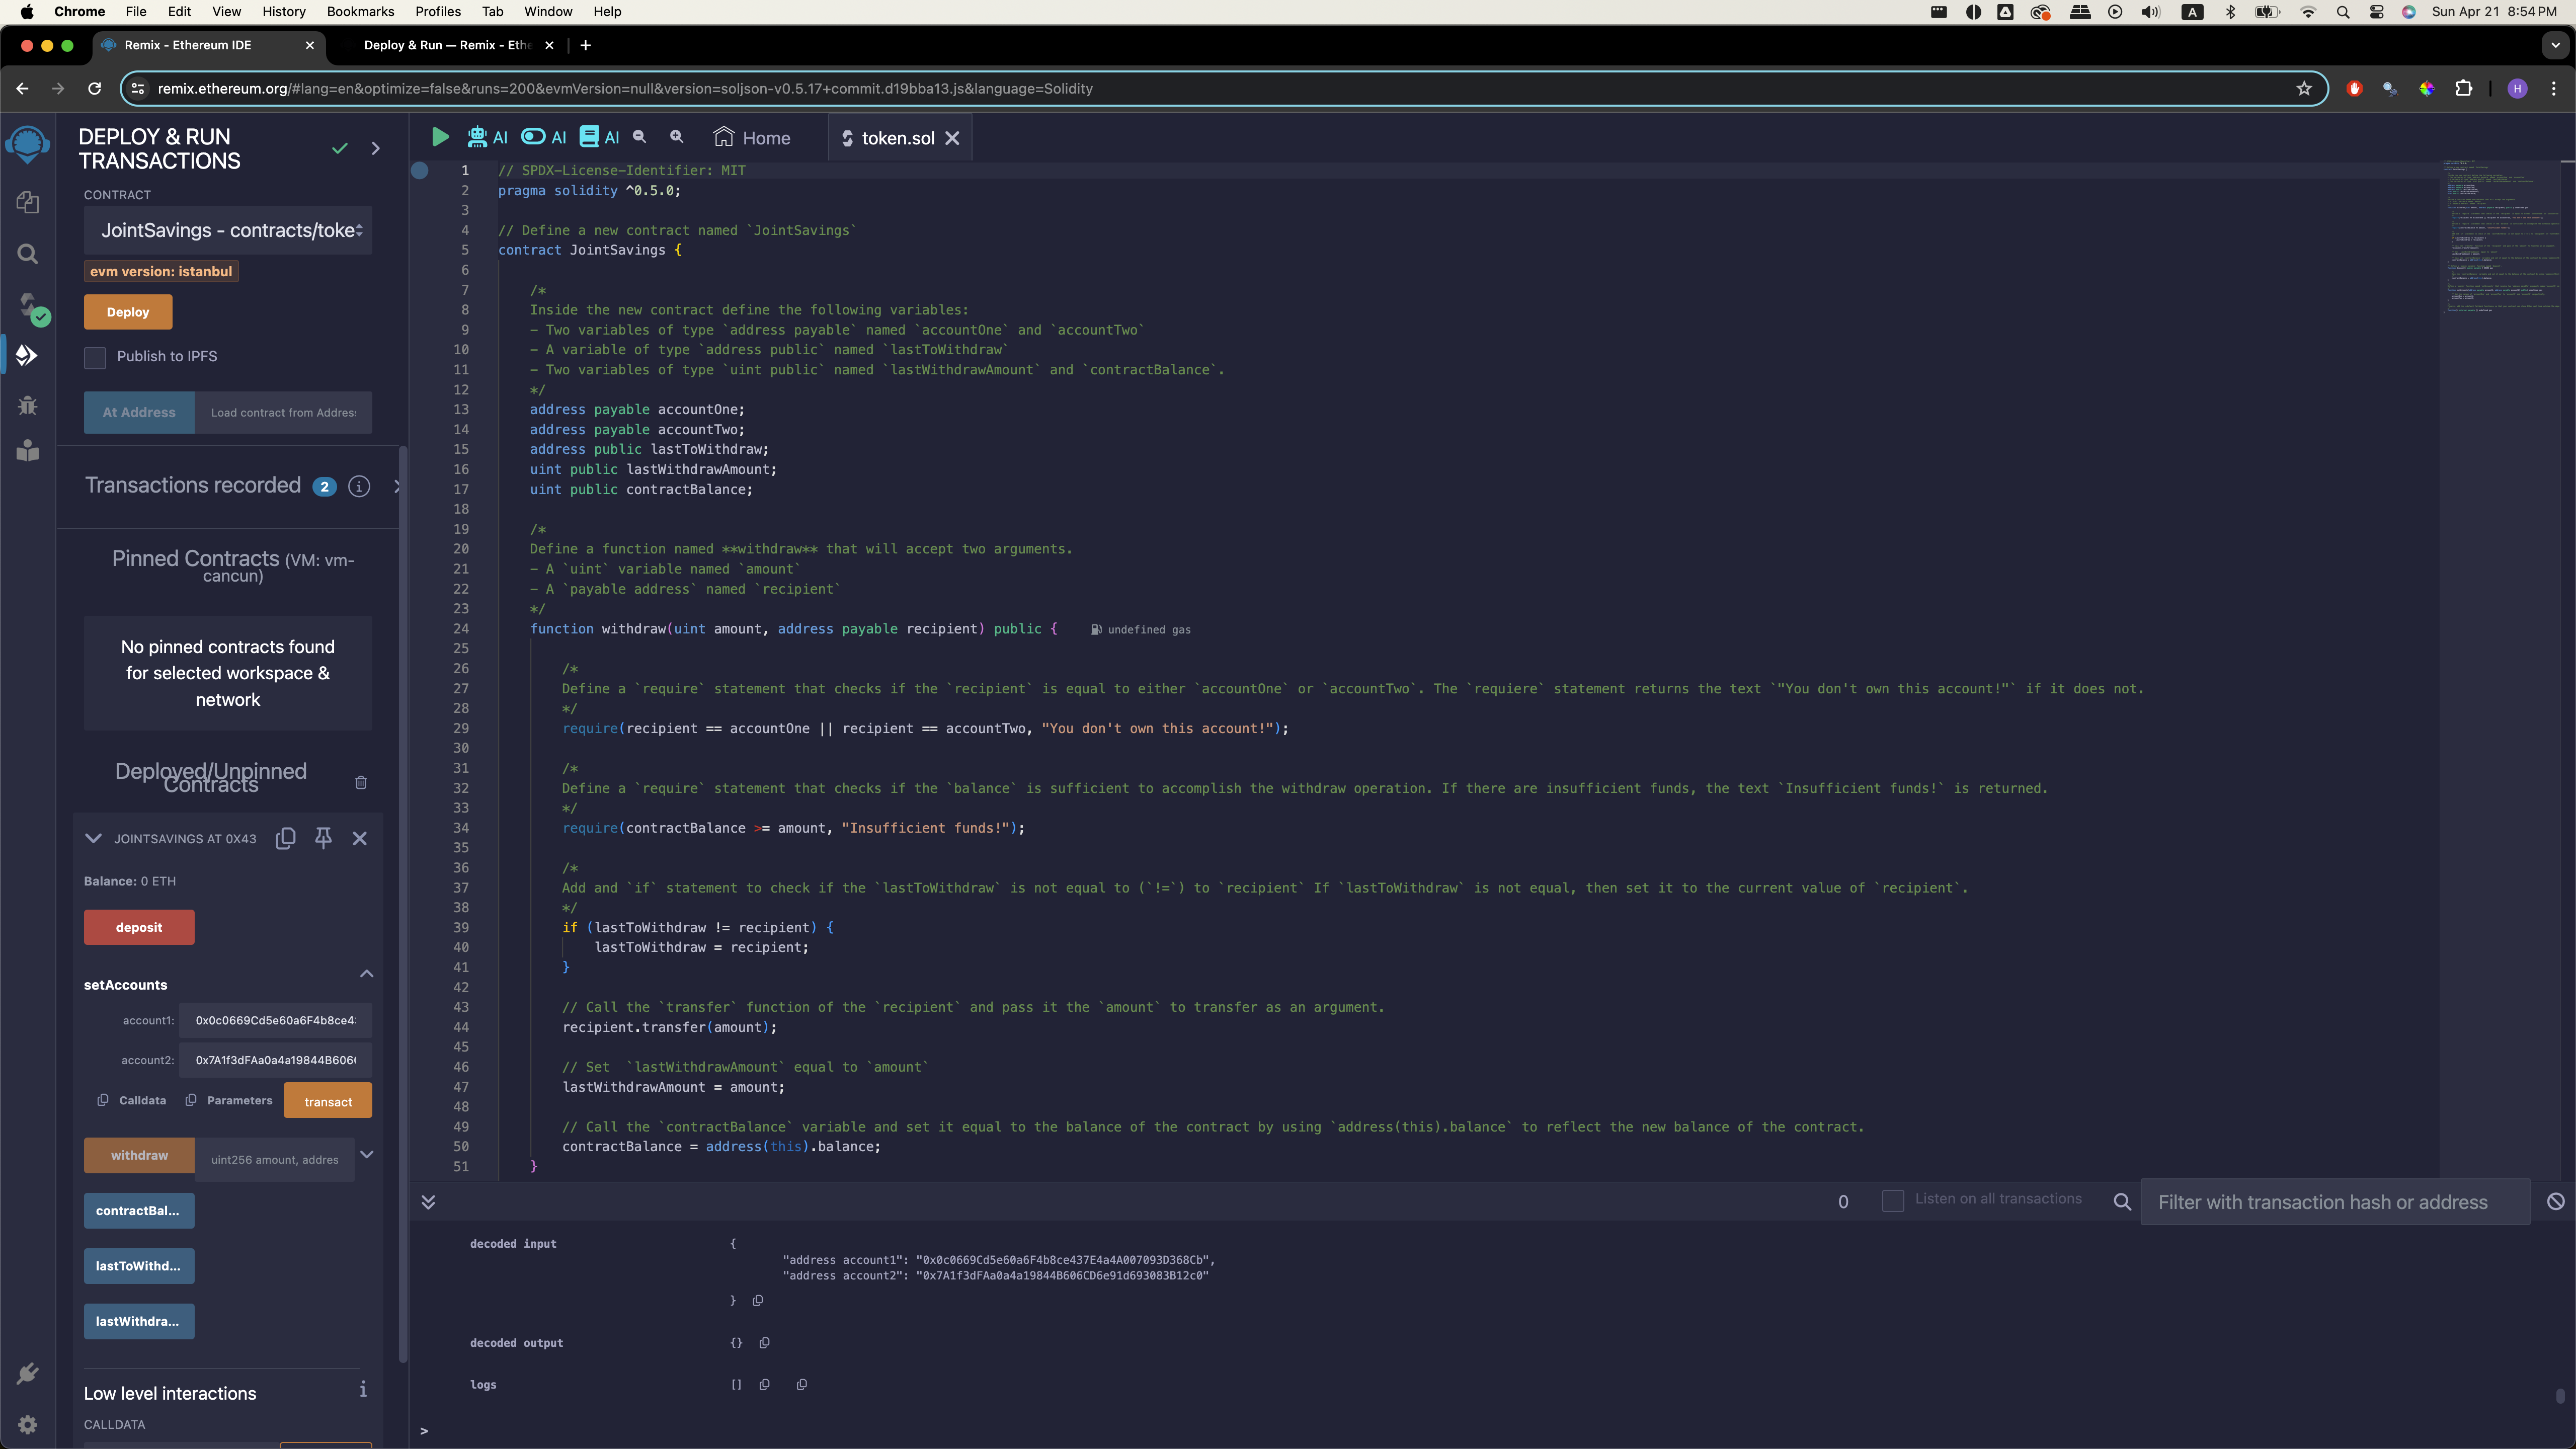 Chrome File Edit View History Bookmarks Profiles Tab Window Help
A
Sun Apr 21 8:54 PM
Remix - Ethereum IDE
Deploy & Run — Remix - Eth
remix.ethereum.org/#lang=en&optimize=false&runs=200&evmVersion=null&version=soljson-v0.5.17+commit.d19bba13.js&language=Solidity
H
DEPLOY & RUN
TRANSACTIONS
CONTRACT
JointSavings - contracts/toke
evm version: istanbul
Deploy
Publish to IPFS
At Address Load contract from Addres
Transactions recorded 2 i
Pinned Contracts (VM: vm-
cancun)
No pinned contracts found
for selected workspace &
network
Deployed/Unpinned
Contracts
JOINTSAVINGS AT 0X43
Balance: 0 ETH
deposit
setAccounts
account1: 0x0c0669Cd5e60a6F4b8ce4
account2: 0x7A1f3dFAa0a4a19844B606
Calldata Parameters transact
withdraw uint256 amount, addres
contractBal...
lastToWithd...
lastWithdra...
Low level interactions i
CALLDATA
AI AI AI Home token.sol
1 // SPDX-License-Identifier: MIT
2 pragma solidity ^0.5.0;
3
4 // Define a new contract named `JointSavings`
5 contract JointSavings {
6
7 /*
8 Inside the new contract define the following variables:
9 - Two variables of type `address payable` named `accountOne` and `accountTwo`
10 - A variable of type `address public` named `lastToWithdraw`
11 - Two variables of type `uint public` named `lastWithdrawAmount` and `contractBalance`.
12 */
13 address payable accountOne;
14 address payable accountTwo;
15 address public lastToWithdraw;
16 uint public lastWithdrawAmount;
17 uint public contractBalance;
18
19 /*
20 Define a function named **withdraw** that will accept two arguments.
21 - A `uint` variable named `amount`
22 - A `payable address` named `recipient`
23 */
24 function withdraw(uint amount, address payable recipient) public { undefined gas
25
26 /*
27 Define a `require` statement that checks if the `recipient` is equal to either `accountOne` or `accountTwo`. The `requiere` statement returns the text `"You don't own this account!"` if it does not.
28 */
29 require(recipient == accountOne || recipient == accountTwo, "You don't own this account!");
30
31 /*
32 Define a `require` statement that checks if the `balance` is sufficient to accomplish the withdraw operation. If there are insufficient funds, the text `Insufficient funds!` is returned.
33 */
34 require(contractBalance >= amount, "Insufficient funds!");
35
36 /*
37 Add and `if` statement to check if the `lastToWithdraw` is not equal to (`!=`) to `recipient` If `lastToWithdraw` is not equal, then set it to the current value of `recipient`.
38 */
39 if (lastToWithdraw != recipient) {
40 lastToWithdraw = recipient;
41 }
42
43 // Call the `transfer` function of the `recipient` and pass it the `amount` to transfer as an argument.
44 recipient.transfer(amount);
45
46 // Set  `lastWithdrawAmount` equal to `amount`
47 lastWithdrawAmount = amount;
48
49 // Call the `contractBalance` variable and set it equal to the balance of the contract by using `address(this).balance` to reflect the new balance of the contract.
50 contractBalance = address(this).balance;
51 }
0 Listen on all transactions Filter with transaction hash or address
decoded input {
"address account1": "0x0c0669Cd5e60a6F4b8ce437E4a4A007093D368Cb",
"address account2": "0x7A1f3dFAa0a4a19844B606CD6e91d693083B12c0"
}
decoded output {}
logs []
>